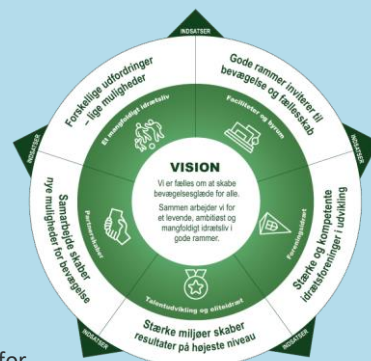 INDSATSER
Forskellige udfordringer
– lige muligheder
Et mangfoldigt idrætsliv
Gode rammer inviterer til
bevægelse og fællesskab
Faciliteter og byrum
INDSATSER
INDSATSER
VISION
Vi er fælles om at skabe
bevægelsesglæde for alle.
Sammen arbejder vi for
et levende, ambitiøst og
mangfoldigt idrætsliv i
gode rammer.
Samarbejde skaber
nye muligheder for bevægelse
Partnerskaber
Foreningsidræt
Stærke og kompetente
idrætsforeninger i udvikling
Talentudvikling og eliteidræt
Stærke miljøer skaber
resultater på højeste niveau
INDSATSER
INDSATSER
for